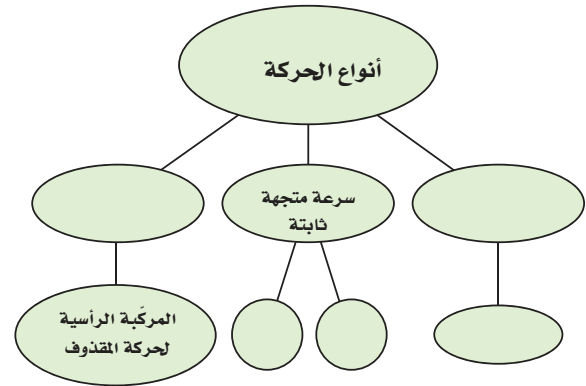 أنواع الحركة
سرعة متجهة
ثابتة
المركّبة الرأسية
لحركة المقذوف